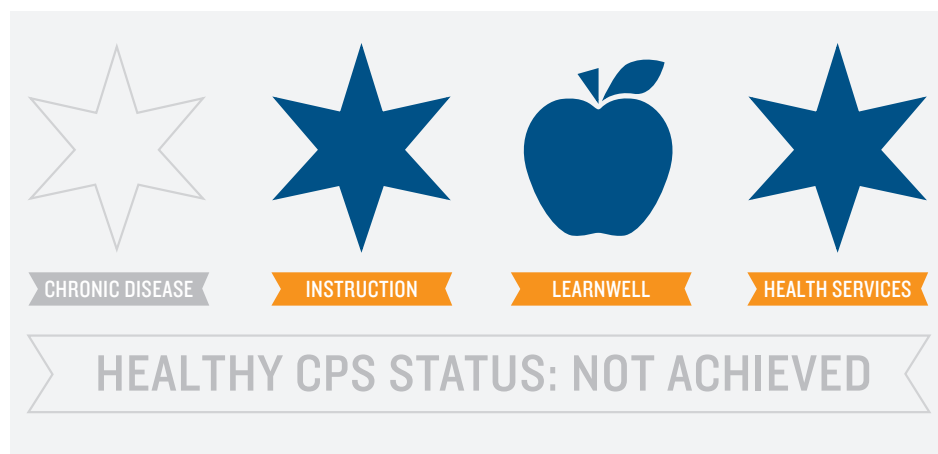 CHRONIC DISEASE
INSTRUCTION
LEARNWELL
HEALTH SERVICES
HEALTHY CPS STATUS: NOT ACHIEVED